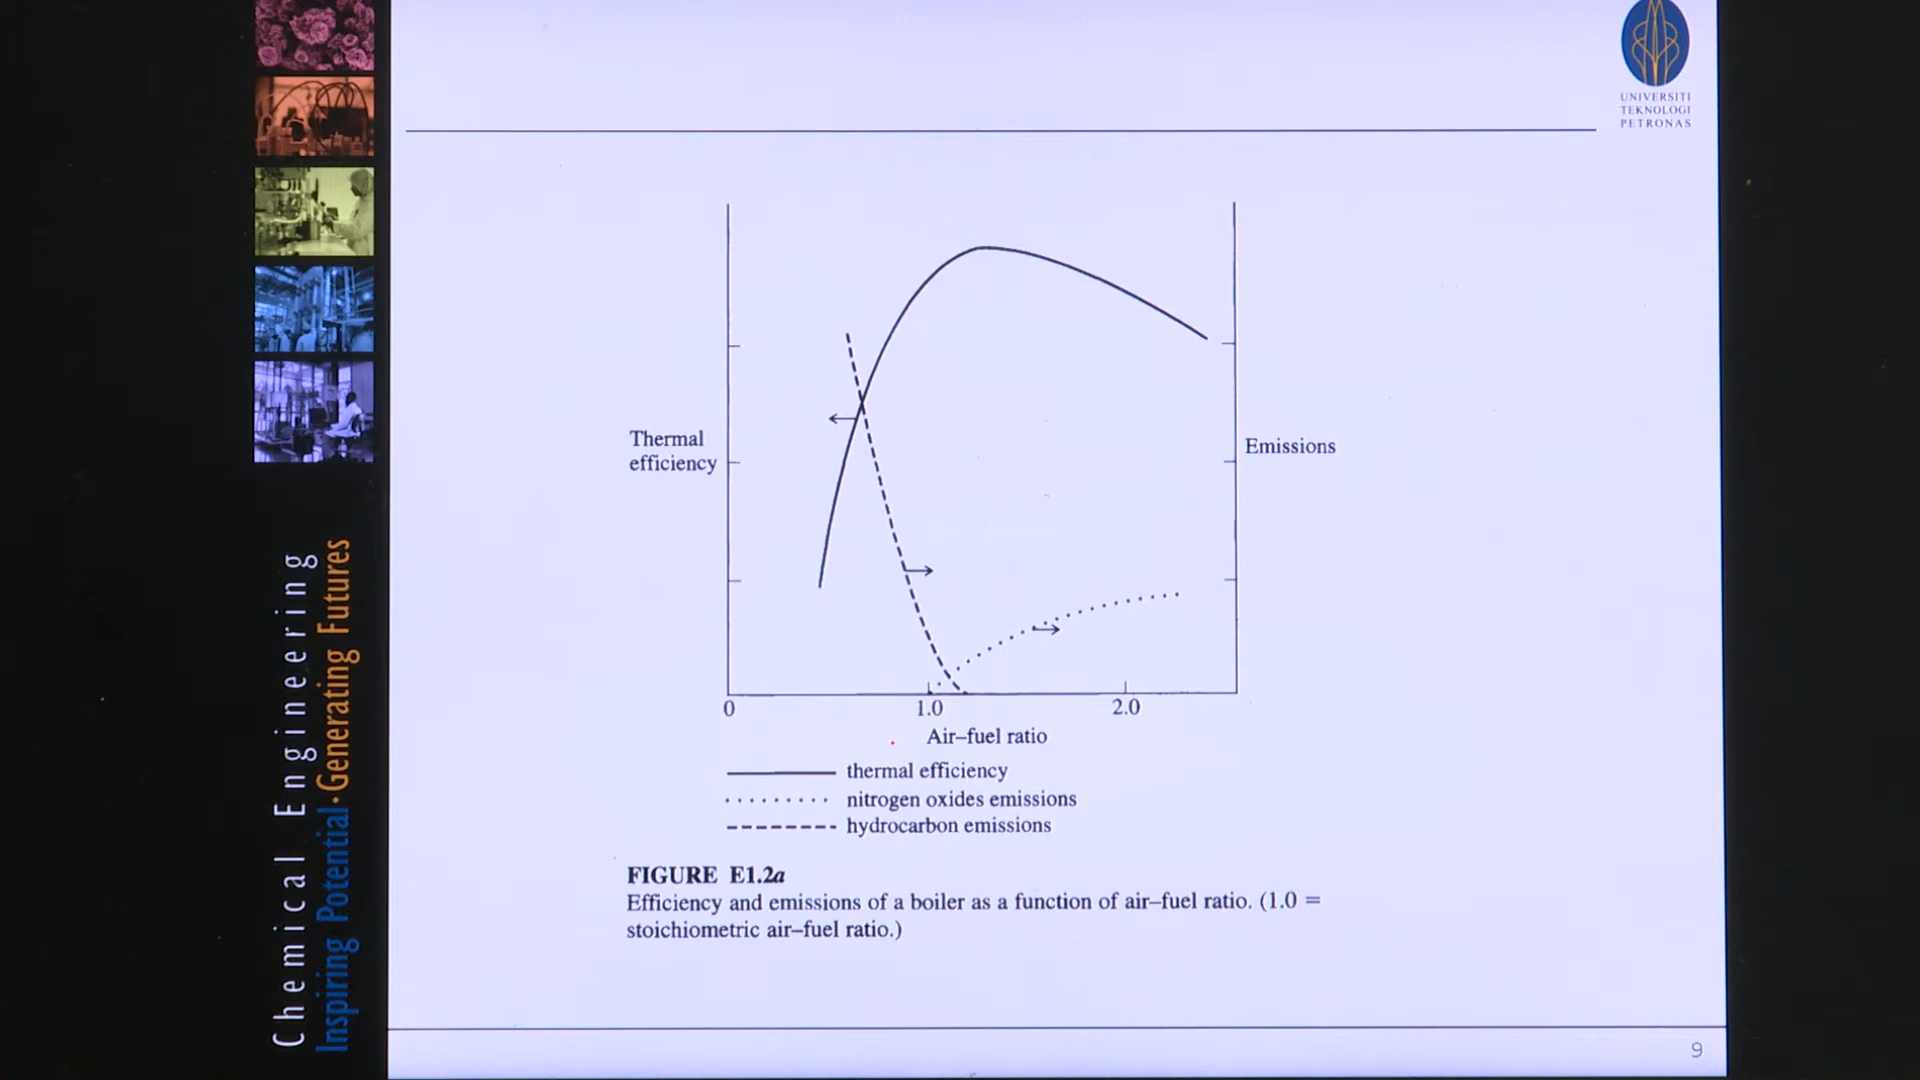 UNIVERSITI
TEKNOLOGI
PETRONAS
Chemical Engineering
Inspiring Potential · Generating Futures
Thermal
efficiency
Emissions
0
1.0
2.0
Air–fuel ratio
thermal efficiency
nitrogen oxides emissions
hydrocarbon emissions
FIGURE E1.2a
Efficiency and emissions of a boiler as a function of air–fuel ratio. (1.0 =
stoichiometric air–fuel ratio.)
9